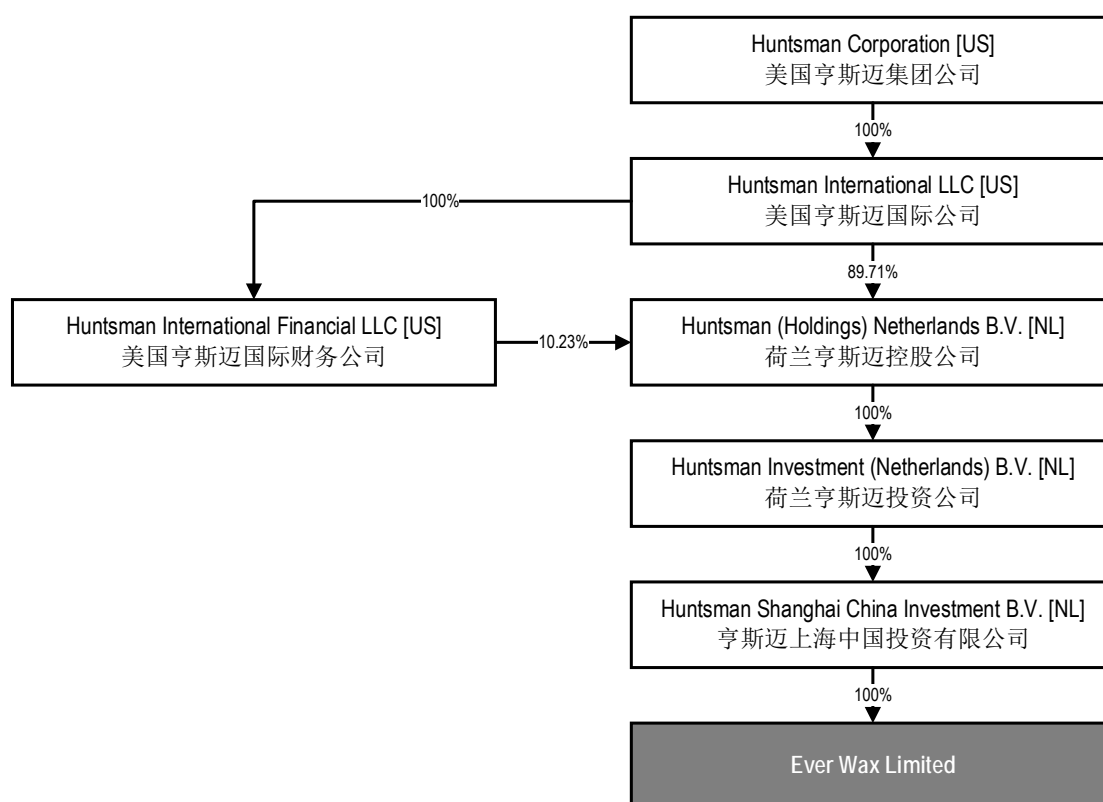 Huntsman Corporation [US]
美国亨斯迈集团公司
100%
Huntsman International LLC [US]
美国亨斯迈国际公司
100%
89.71%
Huntsman International Financial LLC [US]
美国亨斯迈国际财务公司
10.23%
Huntsman (Holdings) Netherlands B.V. [NL]
荷兰亨斯迈控股公司
100%
Huntsman Investment (Netherlands) B.V. [NL]
荷兰亨斯迈投资公司
100%
Huntsman Shanghai China Investment B.V. [NL]
亨斯迈上海中国投资有限公司
100%
Ever Wax Limited